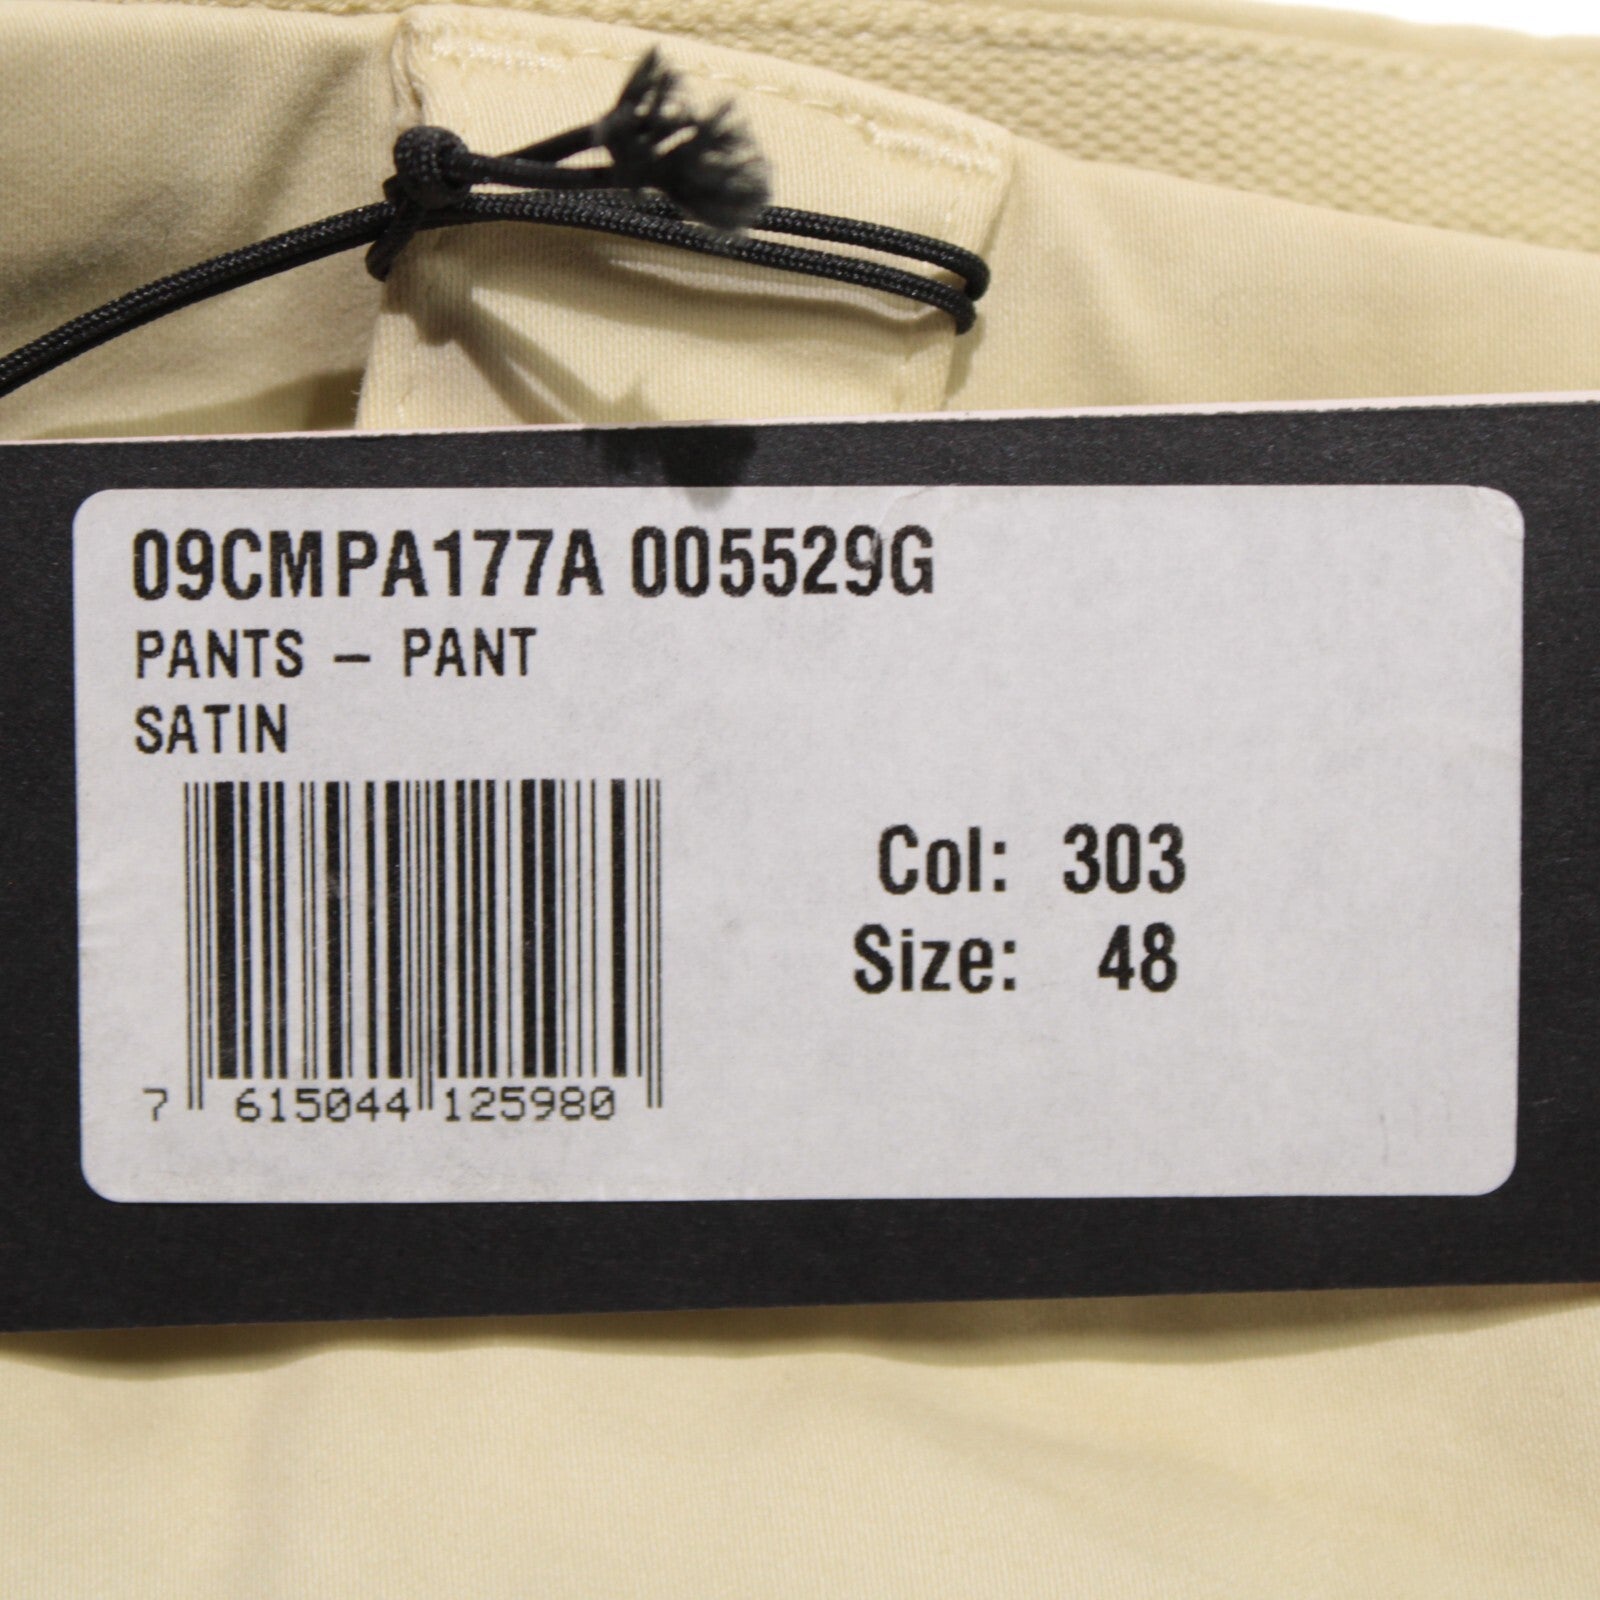 09CMPA177A 005529G
PANTS – PANT
SATIN
Col: 303
Size: 48
7 615044 125980